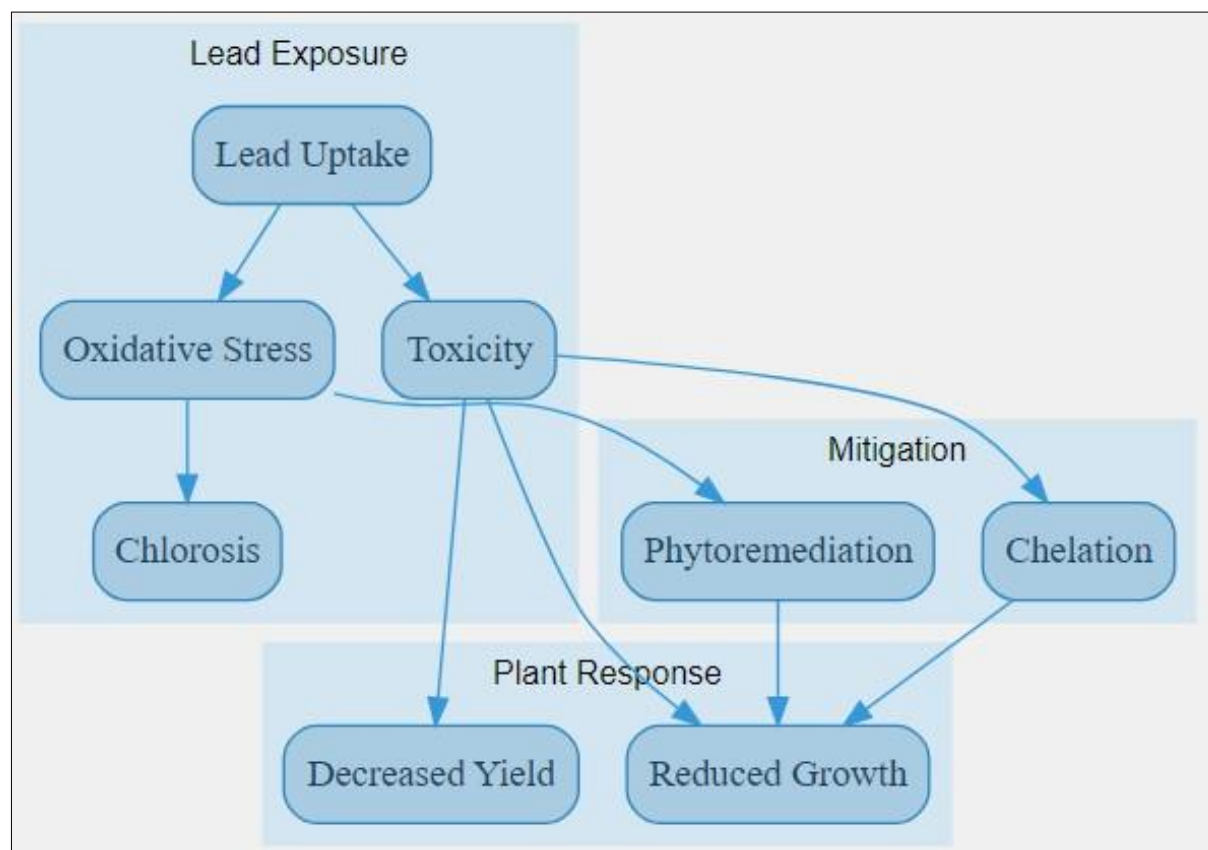 Lead Exposure
Lead Uptake
Oxidative Stress
Toxicity
Chlorosis
Mitigation
Phytoremediation
Chelation
Plant Response
Decreased Yield
Reduced Growth